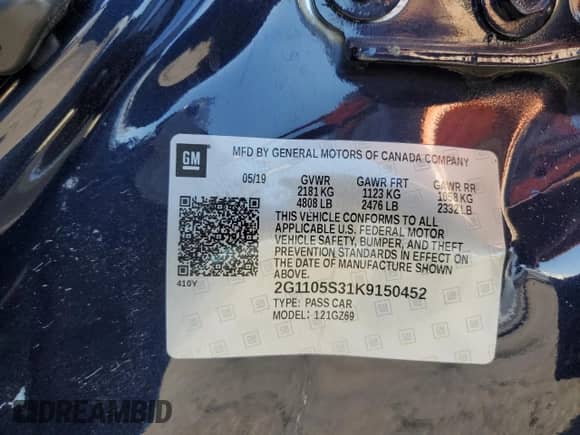 GM
MFD BY GENERAL MOTORS OF CANADA COMPANY
05/19 GVWR GAWR FRT GAWR RR
2181 KG 1123 KG 1058 KG
4808 LB 2476 LB 2332 LB
THIS VEHICLE CONFORMS TO ALL
APPLICABLE U.S. FEDERAL MOTOR
VEHICLE SAFETY, BUMPER, AND THEFT
PREVENTION STANDARDS IN EFFECT ON
THE DATE OF MANUFACTURE SHOWN
ABOVE.
410Y
2G1105S31K9150452
TYPE: PASS CAR
MODEL: 121GZ69
DREAMBID